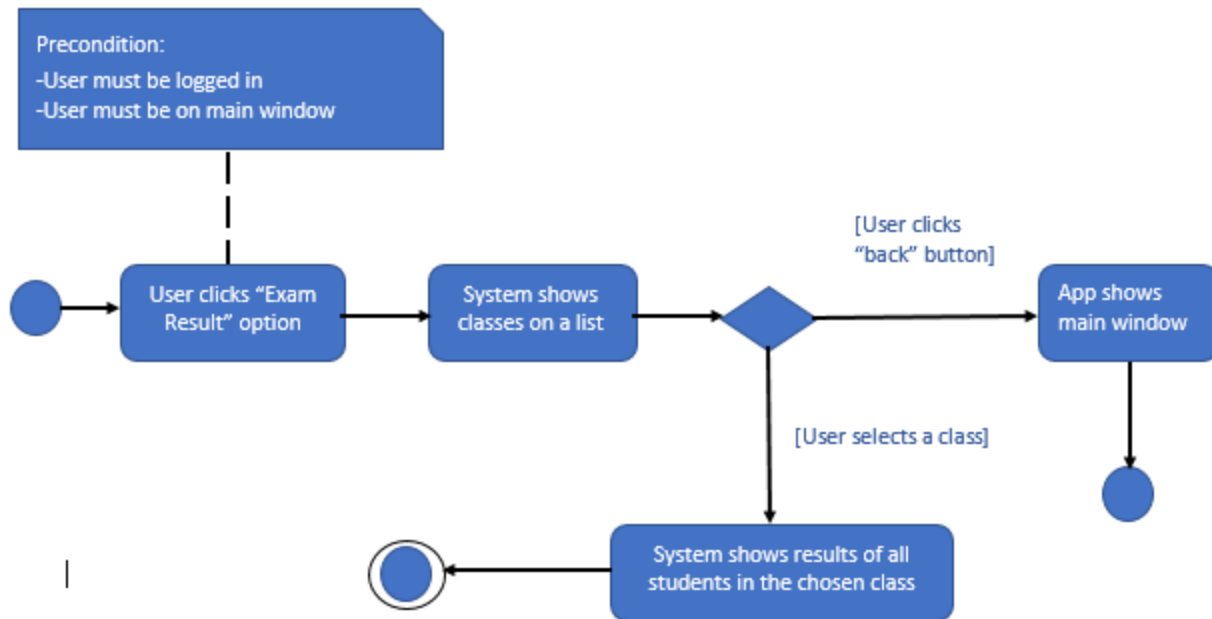 Precondition:
-User must be logged in
-User must be on main window
[User clicks
“back” button]
User clicks “Exam
Result” option
System shows
classes on a list
App shows
main window
[User selects a class]
System shows results of all
students in the chosen class